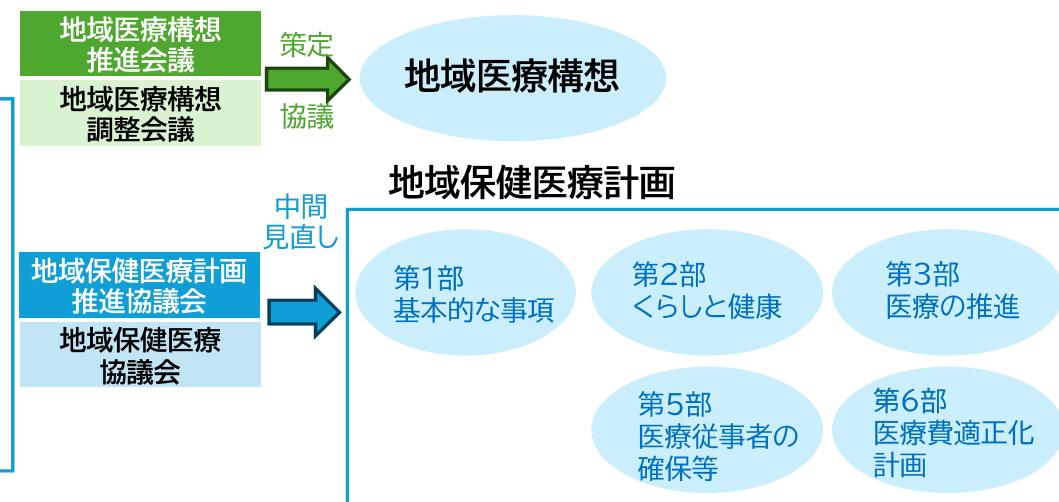 地域医療構想
推進会議
地域医療構想
調整会議
策定
協議
地域医療構想
地域保健医療計画
中間
見直し
地域保健医療計画
推進協議会
地域保健医療
協議会
第1部
基本的な事項
第2部
くらしと健康
第3部
医療の推進
第5部
医療従事者の
確保等
第6部
医療費適正化
計画